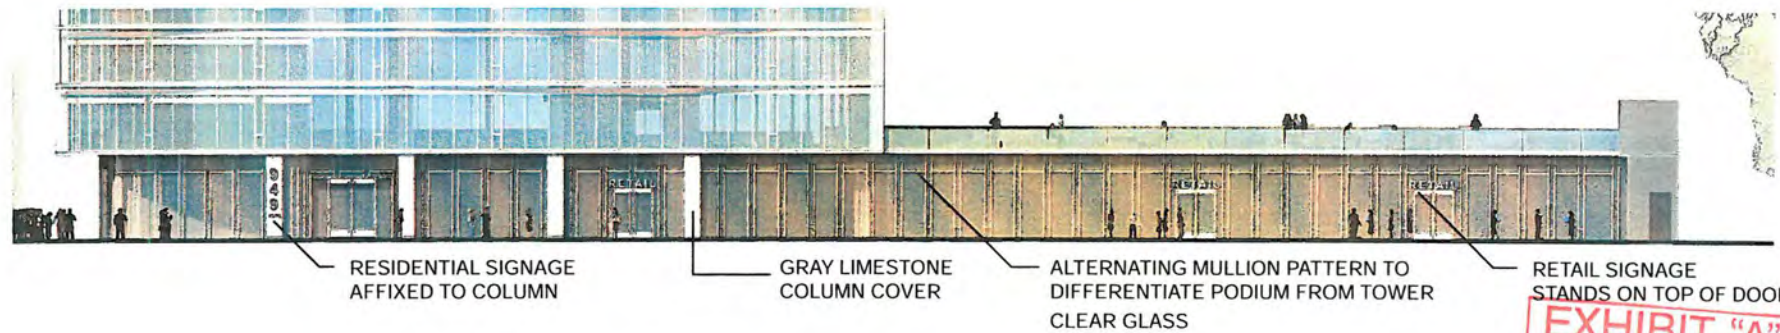 RETAIL
RETAIL
RETAIL
RESIDENTIAL SIGNAGE
AFFIXED TO COLUMN
GRAY LIMESTONE
COLUMN COVER
ALTERNATING MULLION PATTERN TO
DIFFERENTIATE PODIUM FROM TOWER
CLEAR GLASS
RETAIL SIGNAGE
STANDS ON TOP OF DOOR
EXHIBIT "A"